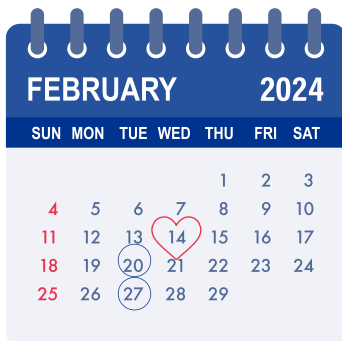 FEBRUARY 2024
SUN MON TUE WED THU FRI SAT
1 2 3
4 5 6 7 8 9 10
11 12 13 14 15 16 17
18 19 20 21 22 23 24
25 26 27 28 29